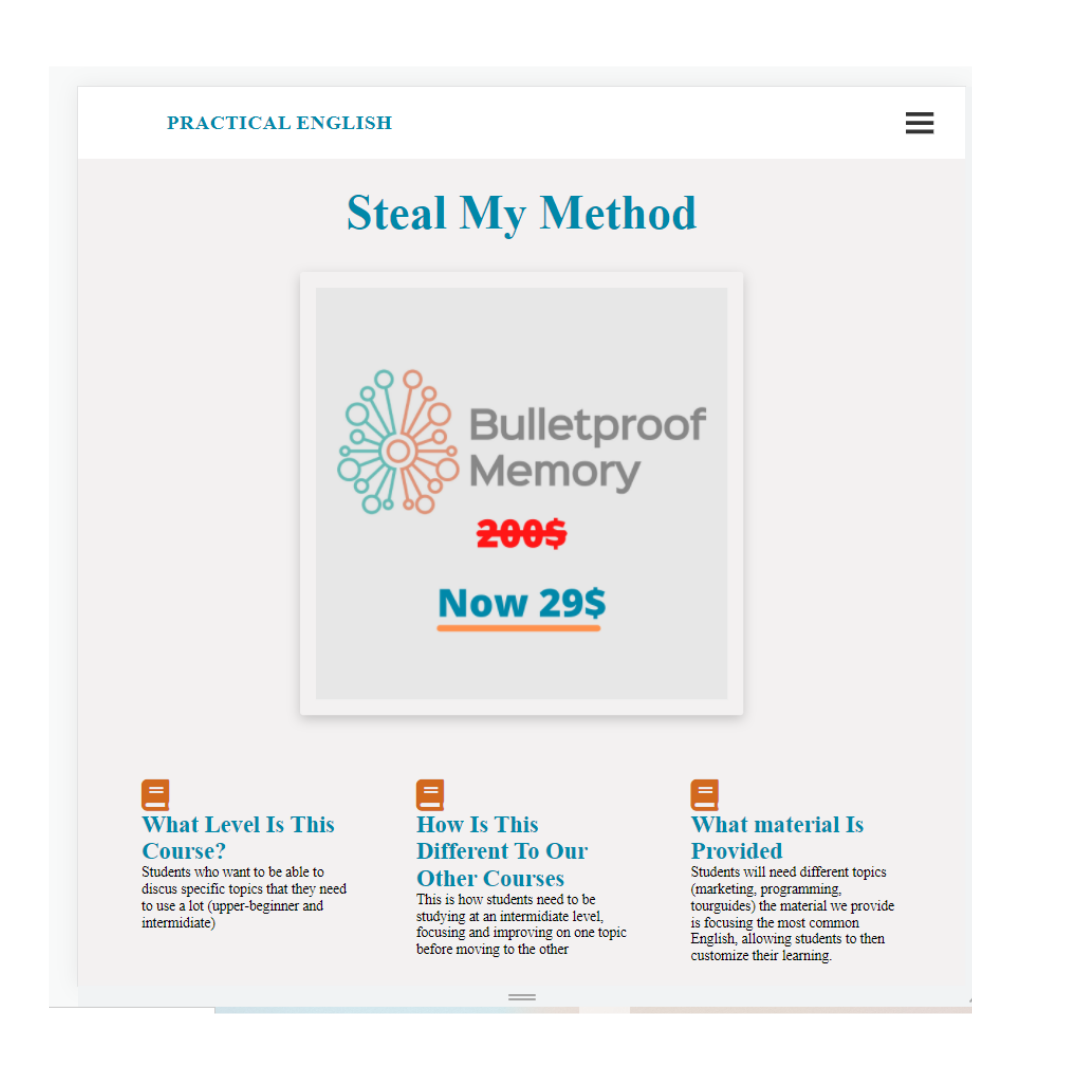 PRACTICAL ENGLISH
Steal My Method
Bulletproof
Memory
200$
Now 29$
What Level Is This
Course?
Students who want to be able to
discus specific topics that they need
to use a lot (upper-beginner and
intermidiate)
How Is This
Different To Our
Other Courses
This is how students need to be
studying at an intermidiate level,
focusing and improving on one topic
before moving to the other
What material Is
Provided
Students will need different topics
(marketing, programming,
tourguides) the material we provide
is focusing the most common
English, allowing students to then
customize their learning.